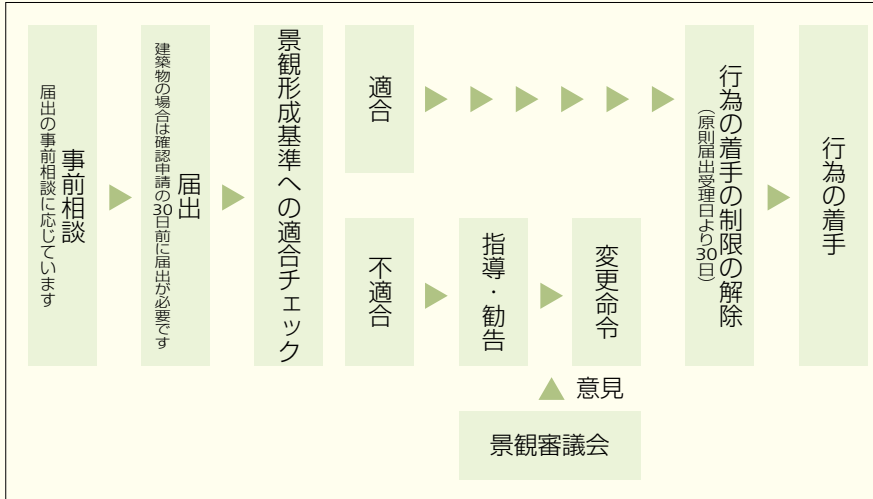 事前相談
届出の事前相談に応じています
届出
建築物の場合は確認申請の30日前に届出が必要です
景観形成基準への適合チェック
適合
不適合
指導・勧告
変更命令
意見
景観審議会
行為の着手の制限の解除
（原則届出受理日より30日）
行為の着手